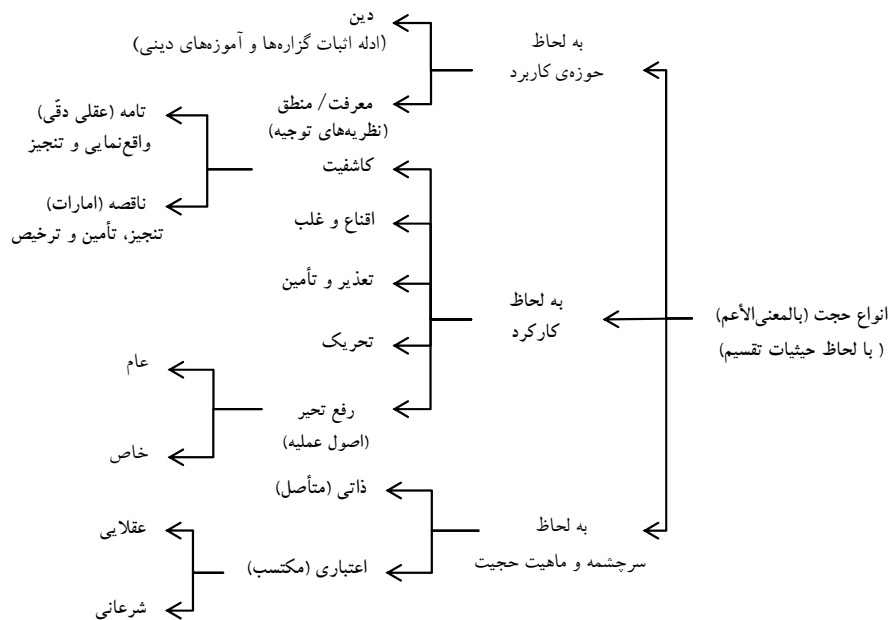 انواع حجت (بالمعنی‌الأعم)
( با لحاظ حیثیات تقسیم)
به لحاظ
حوزه‌ی کاربرد
دین
(ادله اثبات گزاره‌ها و آموزه‌های دینی)
معرفت/ منطق
(نظریه‌های توجیه)
به لحاظ
کارکرد
کاشفیت
تامه (عقلی دقّی)
واقع‌نمایی و تنجیز
ناقصه (امارات)
تنجیز، تأمین و ترخیص
اقناع و غلب
تعذیر و تأمین
تحریک
رفع تحیر
(اصول عملیه)
عام
خاص
به لحاظ
سرچشمه و ماهیت حجیت
ذاتی (متأصل)
اعتباری (مکتسب)
عقلایی
شرعانی